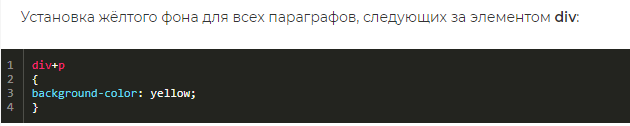 Установка жёлтого фона для всех параграфов, следующих за элементом div:
1 div+p
2 {
3 background-color: yellow;
4 }